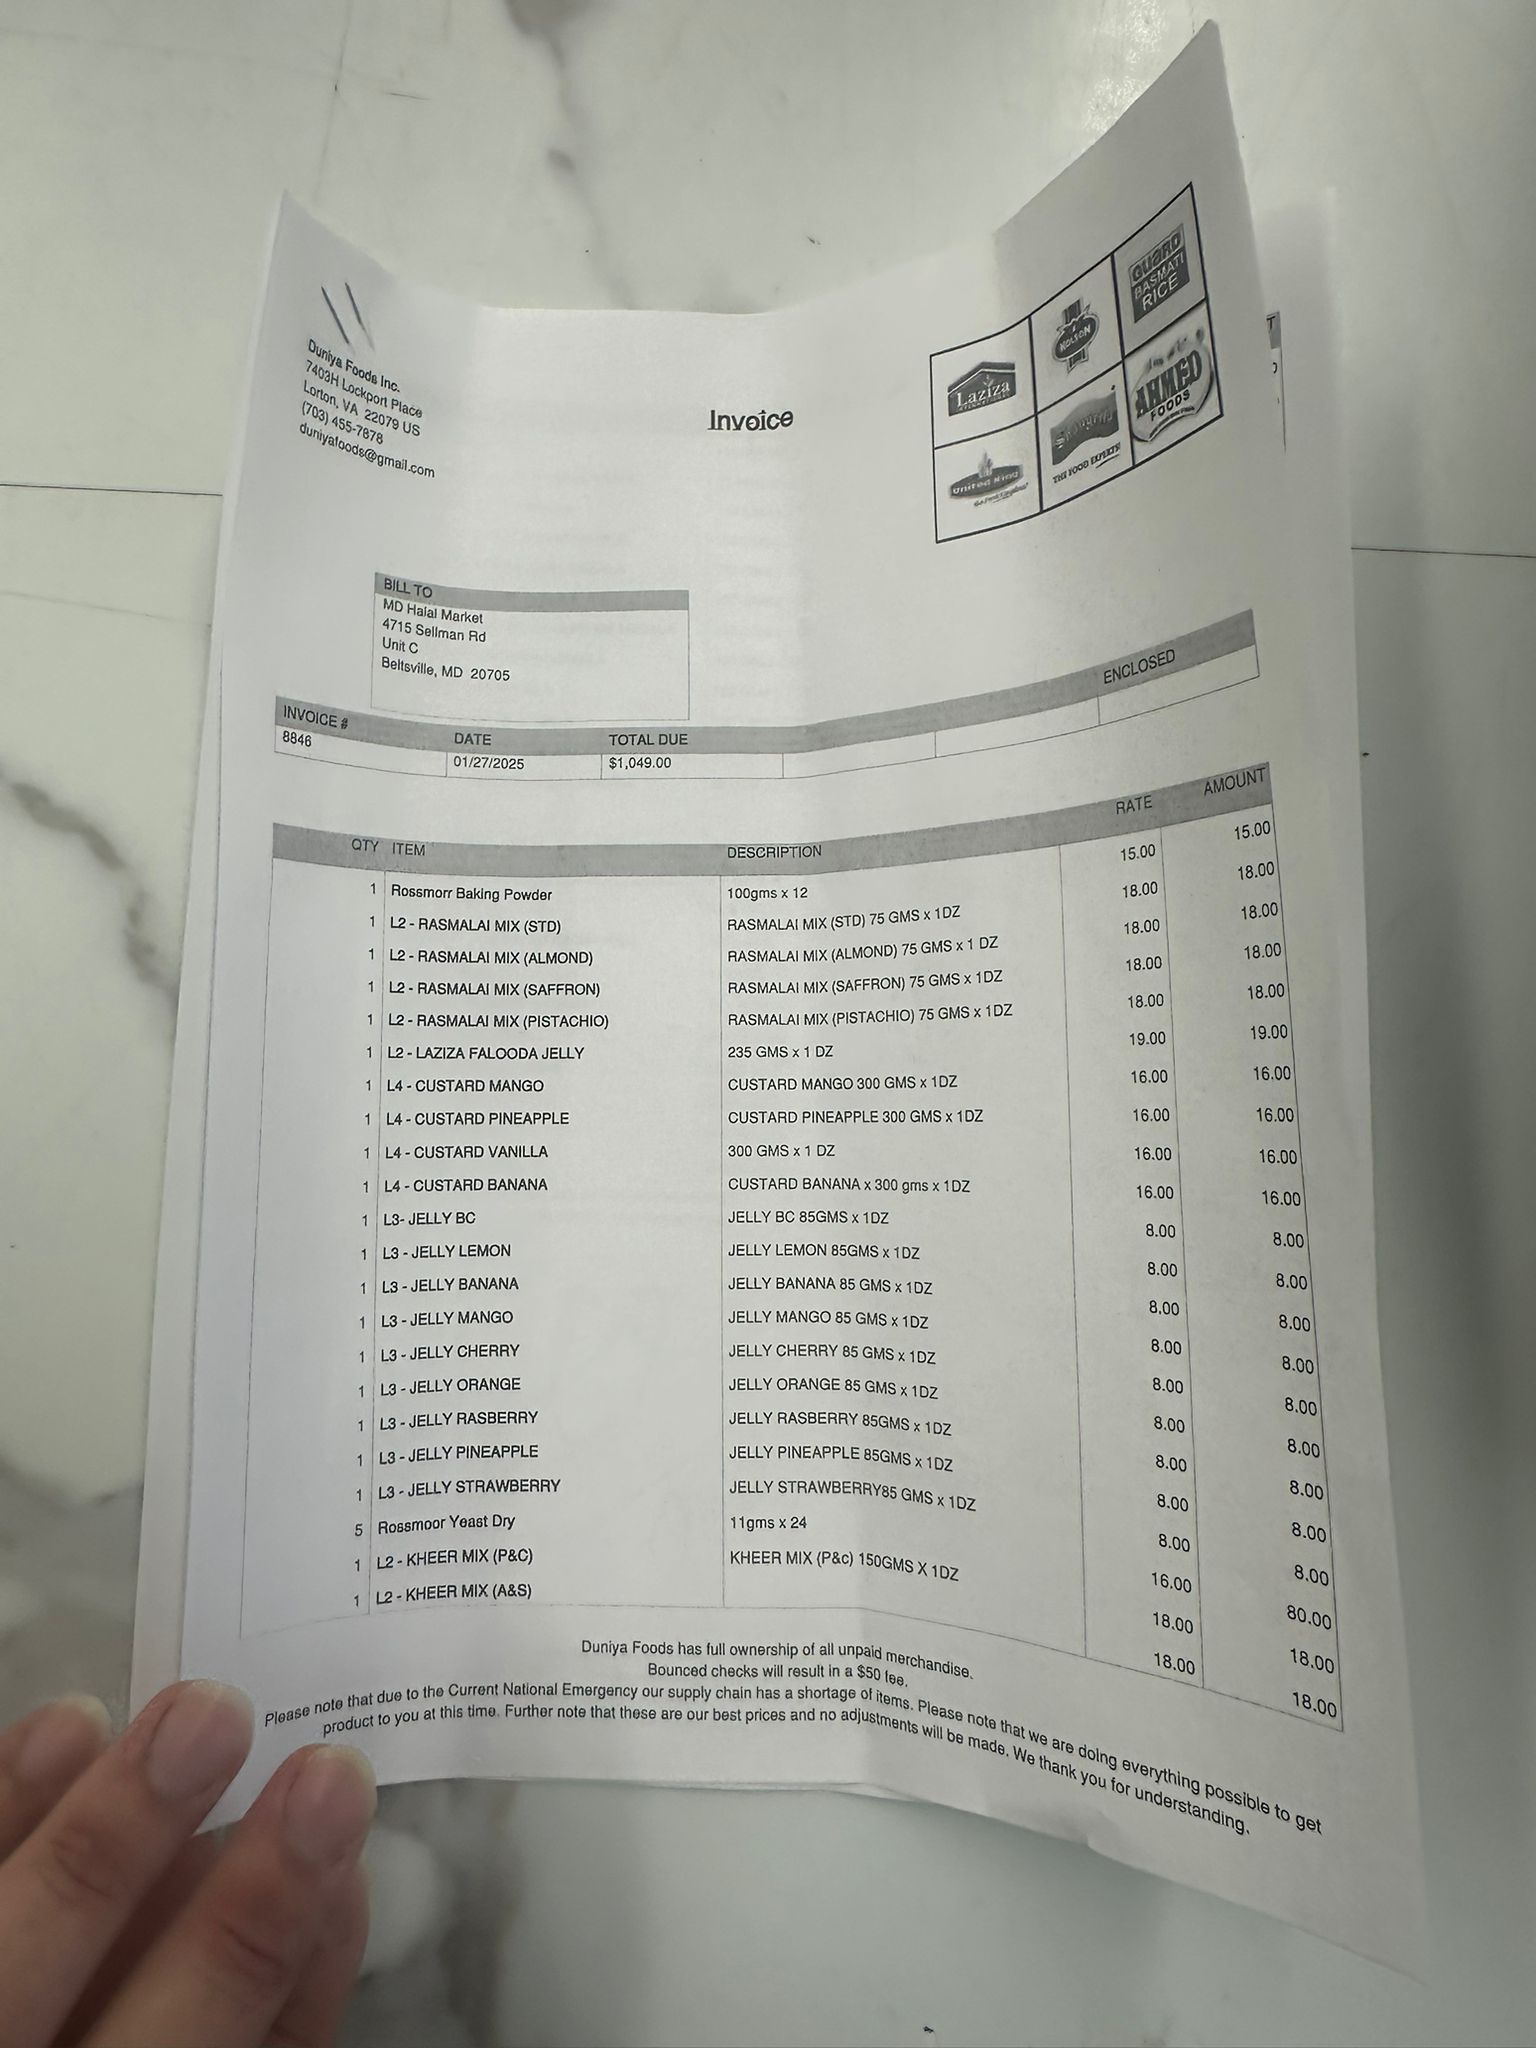 Duniya Foods Inc.
7403H Lockport Place
Lorton, VA 22079 US
(703) 455-7878
duniyafoods@gmail.com
Invoice
Laziza
GUARD
BASMATI
RICE
United King
THE FOOD EXPERTS
AHMED
FOODS
BILL TO
MD Halal Market
4715 Sellman Rd
Unit C
Beltsville, MD 20705
INVOICE # DATE TOTAL DUE ENCLOSED
8846 01/27/2025 $1,049.00
QTY ITEM DESCRIPTION RATE AMOUNT
1 Rossmorr Baking Powder 100gms x 12 15.00 15.00
1 L2 - RASMALAI MIX (STD) RASMALAI MIX (STD) 75 GMS x 1DZ 18.00 18.00
1 L2 - RASMALAI MIX (ALMOND) RASMALAI MIX (ALMOND) 75 GMS x 1 DZ 18.00 18.00
1 L2 - RASMALAI MIX (SAFFRON) RASMALAI MIX (SAFFRON) 75 GMS x 1DZ 18.00 18.00
1 L2 - RASMALAI MIX (PISTACHIO) RASMALAI MIX (PISTACHIO) 75 GMS x 1DZ 18.00 18.00
1 L2 - LAZIZA FALOODA JELLY 235 GMS x 1 DZ 19.00 19.00
1 L4 - CUSTARD MANGO CUSTARD MANGO 300 GMS x 1DZ 16.00 16.00
1 L4 - CUSTARD PINEAPPLE CUSTARD PINEAPPLE 300 GMS x 1DZ 16.00 16.00
1 L4 - CUSTARD VANILLA 300 GMS x 1 DZ 16.00 16.00
1 L4 - CUSTARD BANANA CUSTARD BANANA x 300 gms x 1DZ 16.00 16.00
1 L3- JELLY BC JELLY BC 85GMS x 1DZ 8.00 8.00
1 L3 - JELLY LEMON JELLY LEMON 85GMS x 1DZ 8.00 8.00
1 L3 - JELLY BANANA JELLY BANANA 85 GMS x 1DZ 8.00 8.00
1 L3 - JELLY MANGO JELLY MANGO 85 GMS x 1DZ 8.00 8.00
1 L3 - JELLY CHERRY JELLY CHERRY 85 GMS x 1DZ 8.00 8.00
1 L3 - JELLY ORANGE JELLY ORANGE 85 GMS x 1DZ 8.00 8.00
1 L3 - JELLY RASBERRY JELLY RASBERRY 85GMS x 1DZ 8.00 8.00
1 L3 - JELLY PINEAPPLE JELLY PINEAPPLE 85GMS x 1DZ 8.00 8.00
1 L3 - JELLY STRAWBERRY JELLY STRAWBERRY85 GMS x 1DZ 8.00 8.00
5 Rossmoor Yeast Dry 11gms x 24 16.00 80.00
1 L2 - KHEER MIX (P&C) KHEER MIX (P&c) 150GMS X 1DZ 18.00 18.00
1 L2 - KHEER MIX (A&S) 18.00 18.00
Duniya Foods has full ownership of all unpaid merchandise.
Bounced checks will result in a $50 fee.
Please note that due to the Current National Emergency our supply chain has a shortage of items. Please note that we are doing everything possible to get
product to you at this time. Further note that these are our best prices and no adjustments will be made. We thank you for understanding.